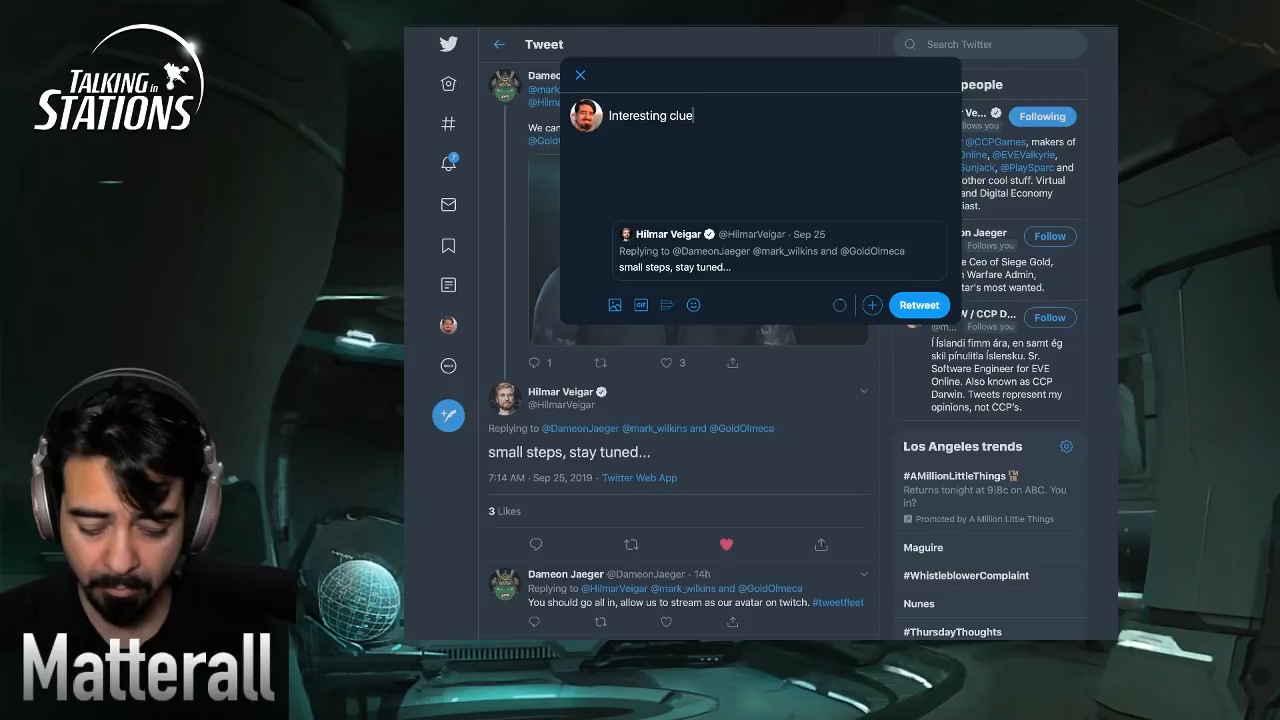 TALKING in
STATIONS
Matterall
Tweet
Search Twitter
@mark
@Hilma
We can
1
3
Interesting clue
Hilmar Veigar @HilmarVeigar · Sep 25
Replying to @DameonJaeger @mark_wilkins and @GoldOlmeca
small steps, stay tuned...
GIF
Retweet
Hilmar Veigar
@HilmarVeigar
Replying to @DameonJaeger @mark_wilkins and @GoldOlmeca
small steps, stay tuned...
7:14 AM · Sep 25, 2019 · Twitter Web App
3 Likes
Dameon Jaeger @DameonJaeger · 14h
Replying to @HilmarVeigar @mark_wilkins and @GoldOlmeca
You should go all in, allow us to stream as our avatar on twitch. #tweetfleet
people
Ve...
Following
lows you
@CCPGames, makers of
Online, @EVEValkyrie,
Gunjack, @PlaySparc and
other cool stuff. Virtual
and Digital Economy
iast.
on Jaeger
Follow
Follows you
e Ceo of Siege Gold,
n Warfare Admin,
tar's most wanted.
W / CCP D...
Follow
@m... Follows you
Í Íslandi fimm ára, en samt ég
skil pínulitla Íslensku. Sr.
Software Engineer for EVE
Online. Also known as CCP
Darwin. Tweets represent my
opinions, not CCP's.
Los Angeles trends
#AMillionLittleThings
Returns tonight at 9|8c on ABC. You
in?
Promoted by A Million Little Things
Maguire
#WhistleblowerComplaint
Nunes
#ThursdayThoughts